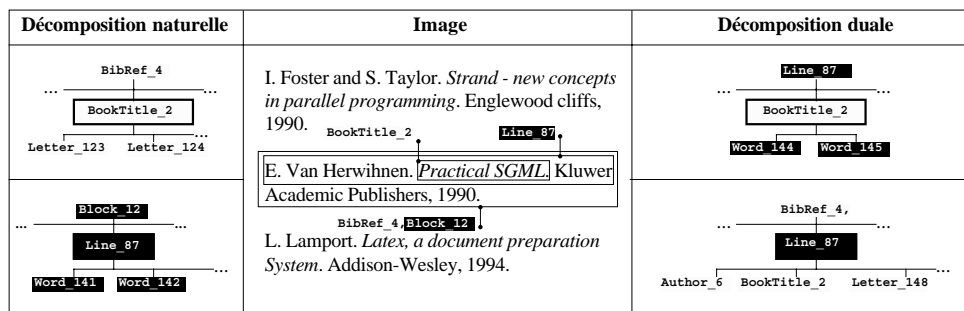 Décomposition naturelle
Image
Décomposition duale
BibRef_4
...
...
BookTitle_2
...
Letter_123 Letter_124
Block_12
...
...
Line_87
...
Word_141 Word_142
I. Foster and S. Taylor. Strand - new concepts
in parallel programming. Englewood cliffs,
1990.
BookTitle_2 Line_87
E. Van Herwihnen. Practical SGML. Kluwer
Academic Publishers, 1990.
BibRef_4, Block_12
L. Lamport. Latex, a document preparation
System. Addison-Wesley, 1994.
Line_87
...
...
BookTitle_2
Word_144 Word_145
BibRef_4,
...
...
Line_87
...
Author_6 BookTitle_2 Letter_148